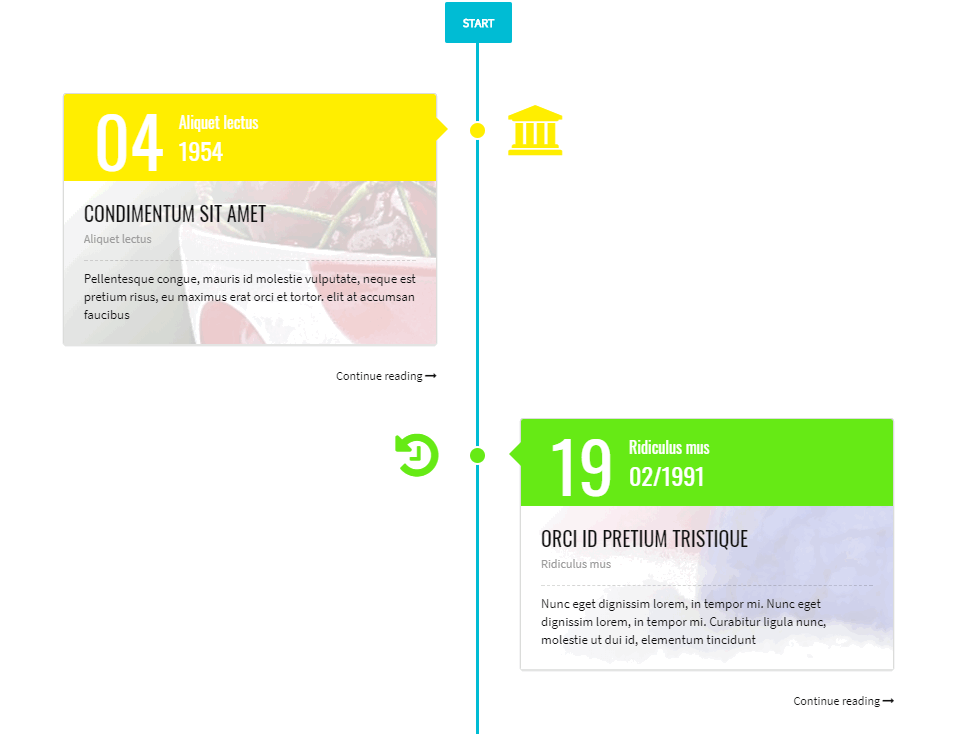 START
04
Aliquet lectus
1954
CONDIMENTUM SIT AMET
Aliquet lectus
Pellentesque congue, mauris id molestie vulputate, neque est
pretium risus, eu maximus erat orci et tortor. elit at accumsan
faucibus
Continue reading
19
Ridiculus mus
02/1991
ORCI ID PRETIUM TRISTIQUE
Ridiculus mus
Nunc eget dignissim lorem, in tempor mi. Nunc eget
dignissim lorem, in tempor mi. Curabitur ligula nunc,
molestie ut dui id, elementum tincidunt
Continue reading